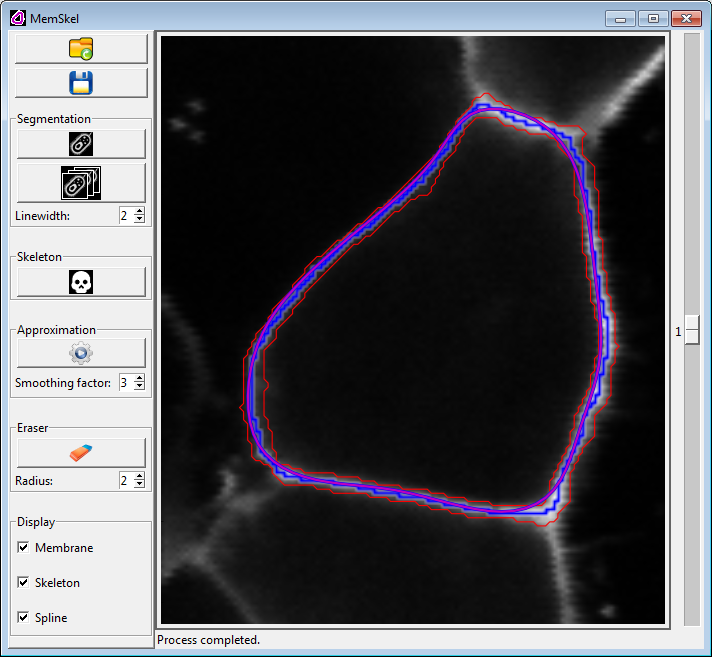 MemSkel
Segmentation
Linewidth: 2
Skeleton
Approximation
Smoothing factor: 3
Eraser
Radius: 2
Display
Membrane
Skeleton
Spline
1
Process completed.